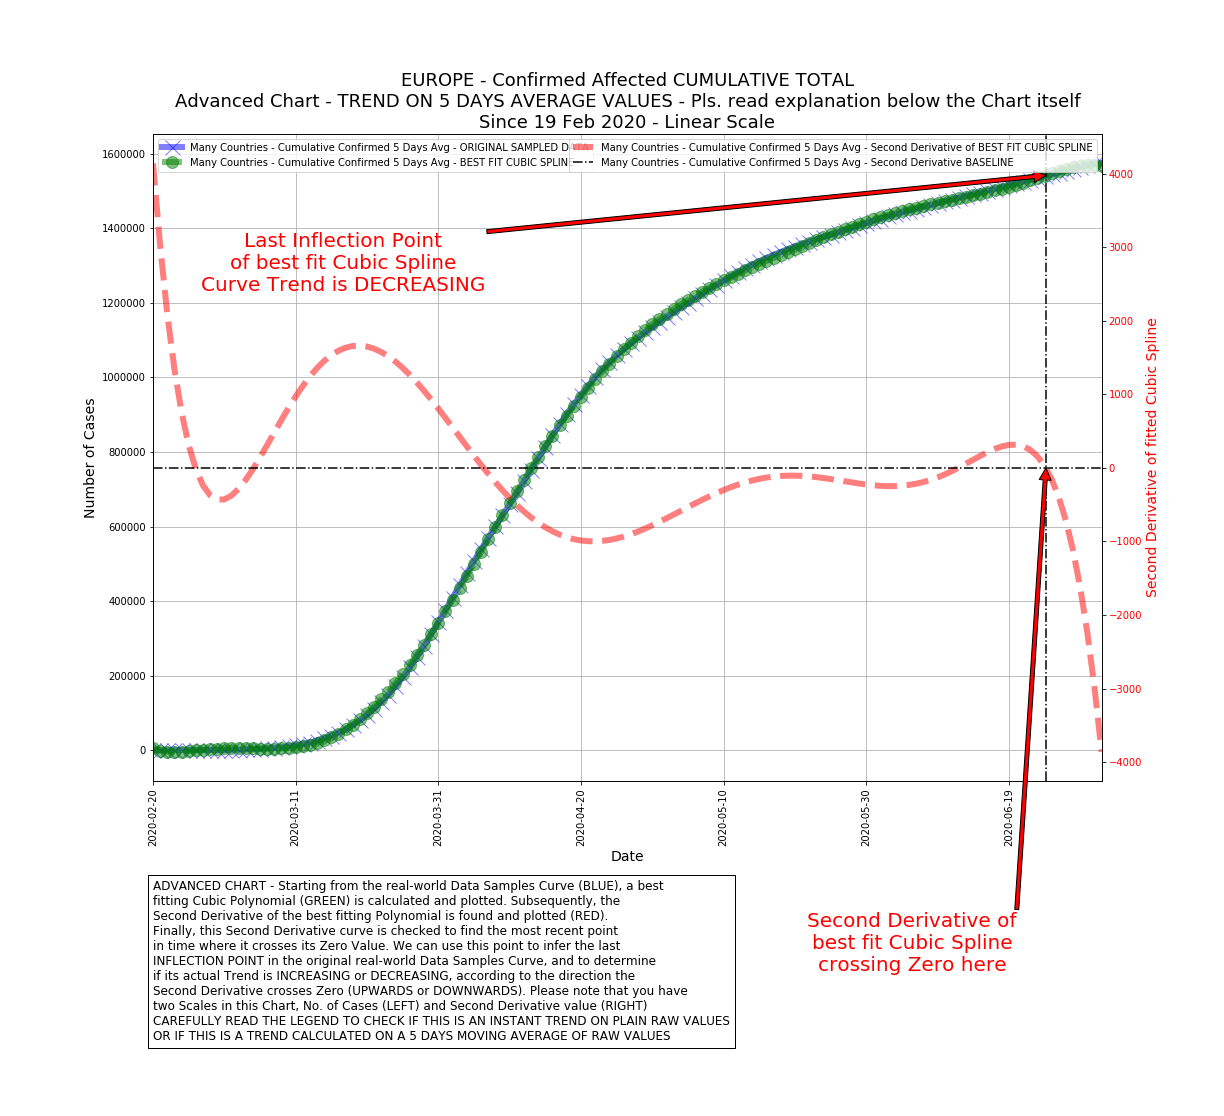 EUROPE - Confirmed Affected CUMULATIVE TOTAL
Advanced Chart - TREND ON 5 DAYS AVERAGE VALUES - Pls. read explanation below the Chart itself
Since 19 Feb 2020 - Linear Scale
Many Countries - Cumulative Confirmed 5 Days Avg - ORIGINAL SAMPLED DATA
Many Countries - Cumulative Confirmed 5 Days Avg - BEST FIT CUBIC SPLIN
Many Countries - Cumulative Confirmed 5 Days Avg - Second Derivative of BEST FIT CUBIC SPLINE
Many Countries - Cumulative Confirmed 5 Days Avg - Second Derivative BASELINE
Last Inflection Point
of best fit Cubic Spline
Curve Trend is DECREASING
Number of Cases
1600000
1400000
1200000
1000000
800000
600000
400000
200000
0
4000
3000
2000
1000
0
−1000
−2000
−3000
−4000
Second Derivative of fitted Cubic Spline
2020-02-20
2020-03-11
2020-03-31
2020-04-20
2020-05-10
2020-05-30
2020-06-19
Date
ADVANCED CHART - Starting from the real-world Data Samples Curve (BLUE), a best
fitting Cubic Polynomial (GREEN) is calculated and plotted. Subsequently, the
Second Derivative of the best fitting Polynomial is found and plotted (RED).
Finally, this Second Derivative curve is checked to find the most recent point
in time where it crosses its Zero Value. We can use this point to infer the last
INFLECTION POINT in the original real-world Data Samples Curve, and to determine
if its actual Trend is INCREASING or DECREASING, according to the direction the
Second Derivative crosses Zero (UPWARDS or DOWNWARDS). Please note that you have
two Scales in this Chart, No. of Cases (LEFT) and Second Derivative value (RIGHT)
CAREFULLY READ THE LEGEND TO CHECK IF THIS IS AN INSTANT TREND ON PLAIN RAW VALUES
OR IF THIS IS A TREND CALCULATED ON A 5 DAYS MOVING AVERAGE OF RAW VALUES
Second Derivative of
best fit Cubic Spline
crossing Zero here